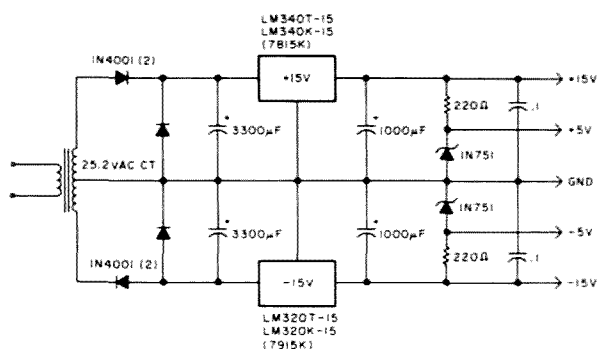 LM340T-15
LM340K-15
(7815K)
1N4001 (2)
+15V
+15V
3300µF
1000µF
220Ω
.1
+5V
1N751
25.2VAC CT
GND
1N751
3300µF
1000µF
-5V
220Ω
.1
1N4001 (2)
-15V
-15V
LM320T-15
LM320K-15
(7915K)